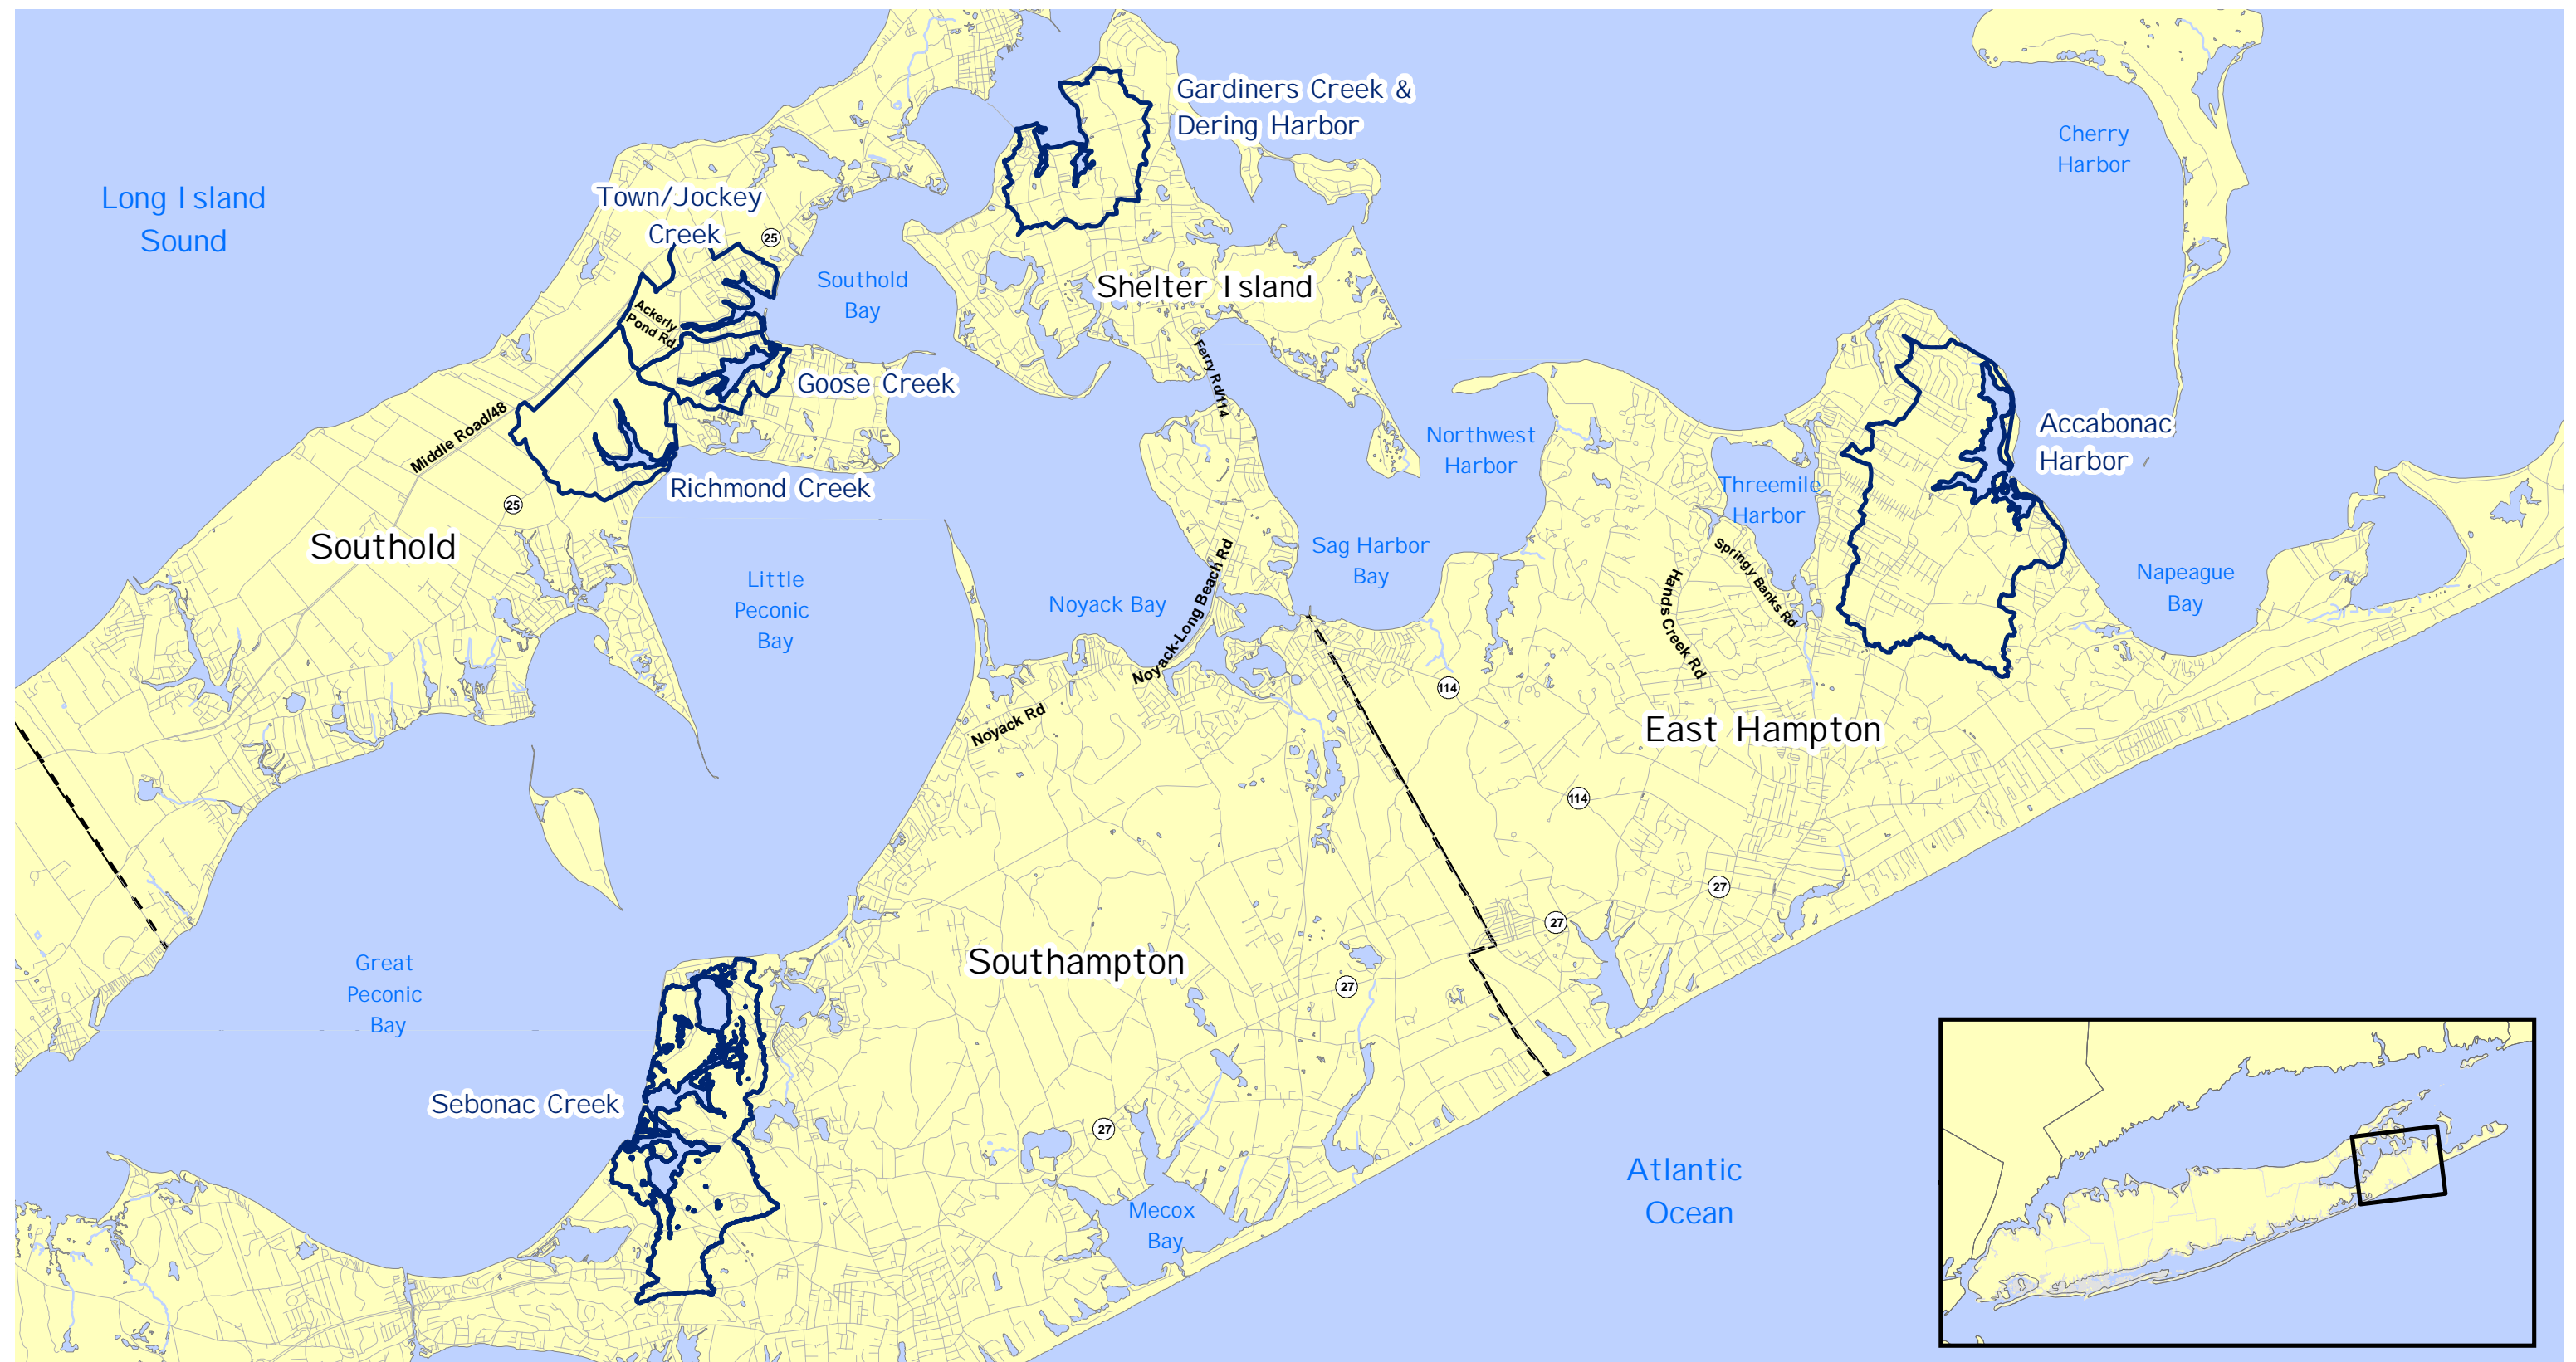 Gardiners Creek &
Dering Harbor
Cherry
Harbor
Long Island
Sound
Town/Jockey
Creek
25
Southold
Bay
Shelter Island
Ackerly
Pond Rd
Ferry Rd/114
Goose Creek
Middle Road/48
Accabonac
Harbor
Northwest
Harbor
Richmond Creek
Threemile
Harbor
25
Southold
Sag Harbor
Bay
Springy Banks Rd
Hands Creek Rd
Little
Peconic
Bay
Noyack Bay
Noyack-Long Beach Rd
Napeague
Bay
114
Noyack Rd
East Hampton
114
27
27
Great
Peconic
Bay
Southampton
27
Sebonac Creek
27
Atlantic
Ocean
Mecox
Bay